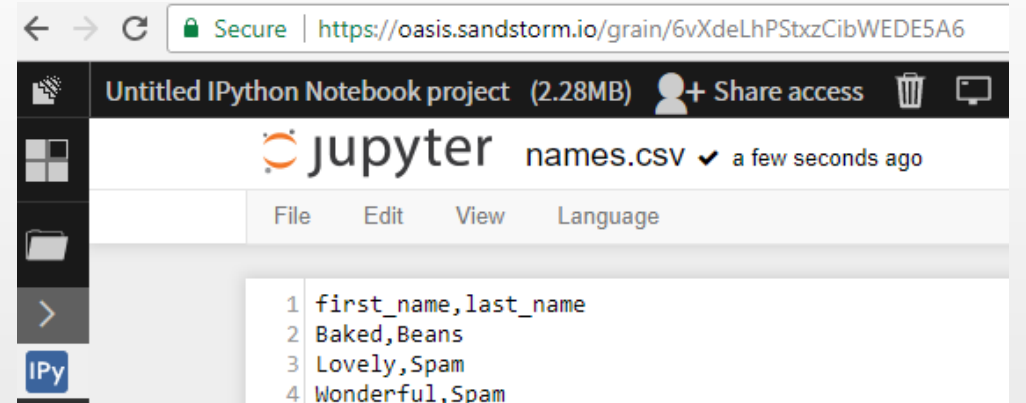 Secure | https://oasis.sandstorm.io/grain/6vXdeLhPStxzCibWEDE5A6
Untitled IPython Notebook project (2.28MB) Share access
jupyter names.csv a few seconds ago
File Edit View Language
1 first_name,last_name
2 Baked,Beans
3 Lovely,Spam
IPy
4 Wonderful,Spam